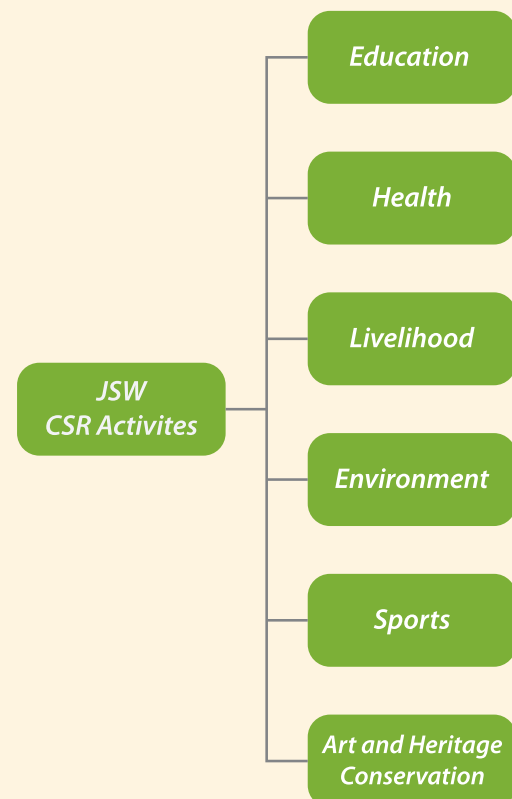 Education
Health
Livelihood
JSW
CSR Activites
Environment
Sports
Art and Heritage
Conservation